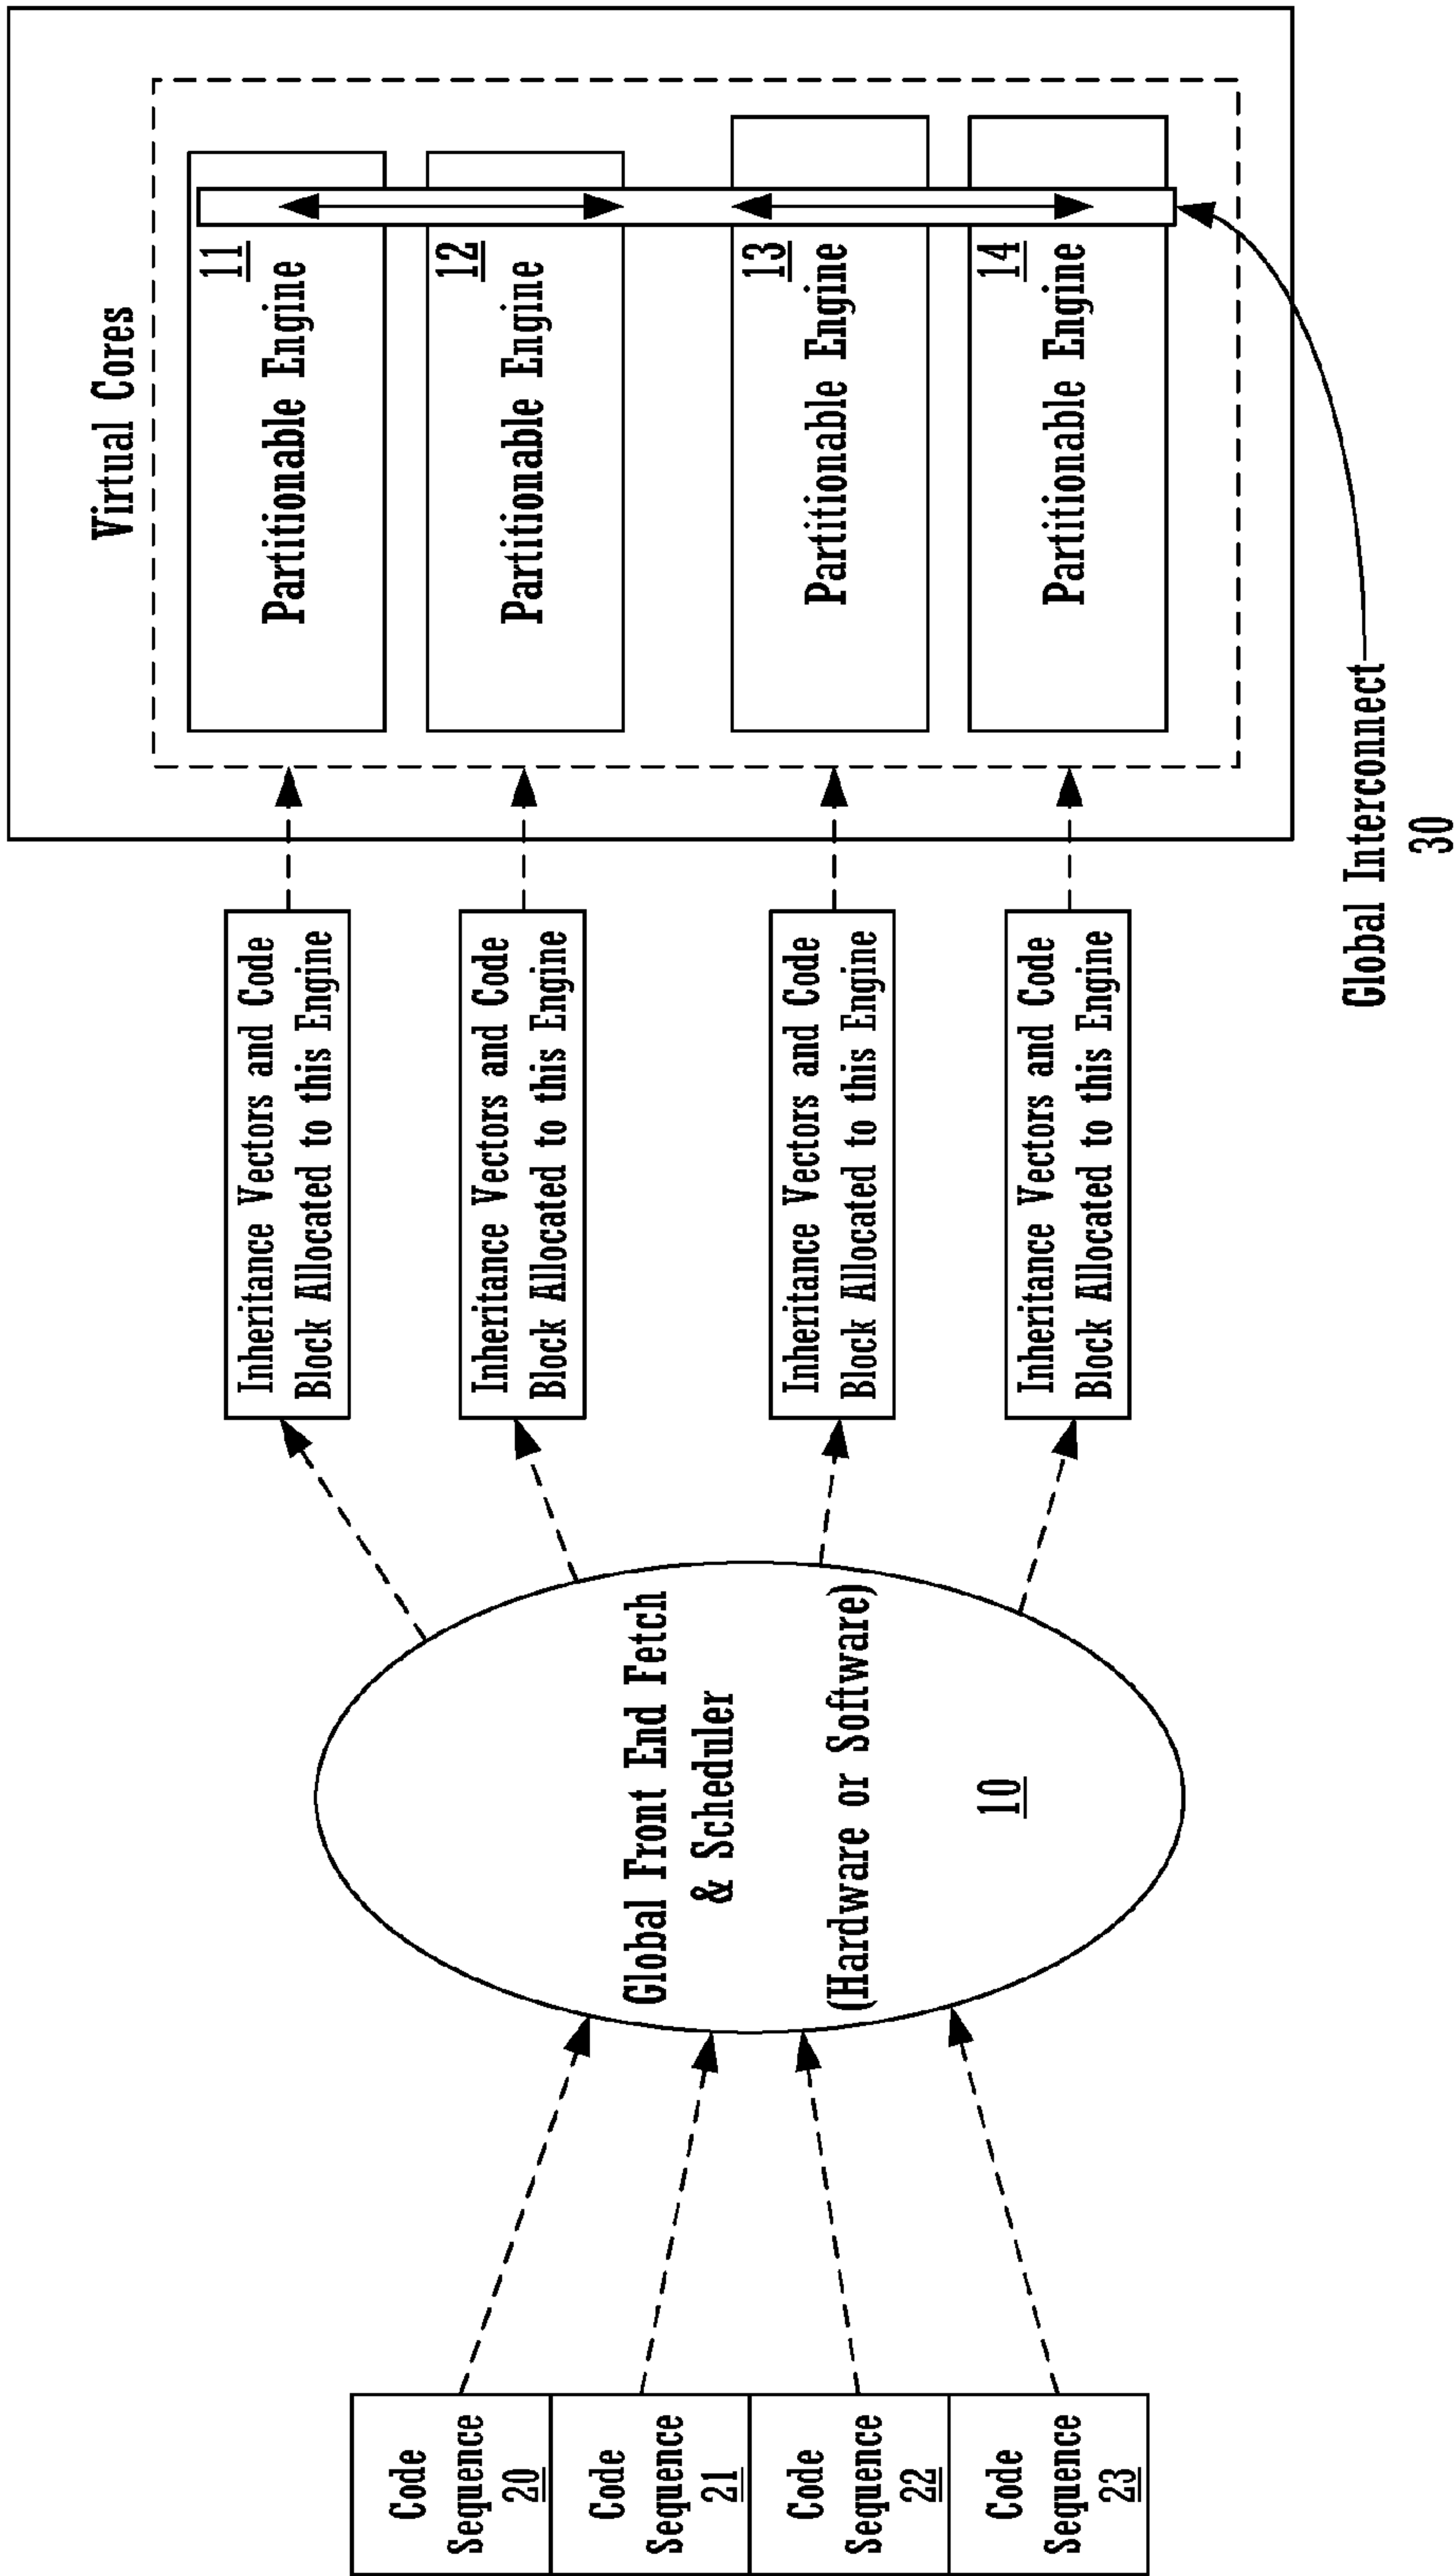 Code
Sequence
20
Code
Sequence
21
Code
Sequence
22
Code
Sequence
23
Global Front End Fetch
& Scheduler
(Hardware or Software)
10
Inheritance Vectors and Code
Block Allocated to this Engine
Inheritance Vectors and Code
Block Allocated to this Engine
Inheritance Vectors and Code
Block Allocated to this Engine
Inheritance Vectors and Code
Block Allocated to this Engine
Virtual Cores
11
Partitionable Engine
12
Partitionable Engine
13
Partitionable Engine
14
Partitionable Engine
Global Interconnect
30